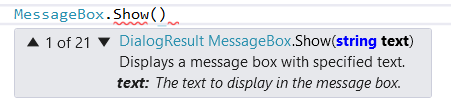 MessageBox.Show()
▲ 1 of 21 ▼ DialogResult MessageBox.Show(string text)
Displays a message box with specified text.
text: The text to display in the message box.